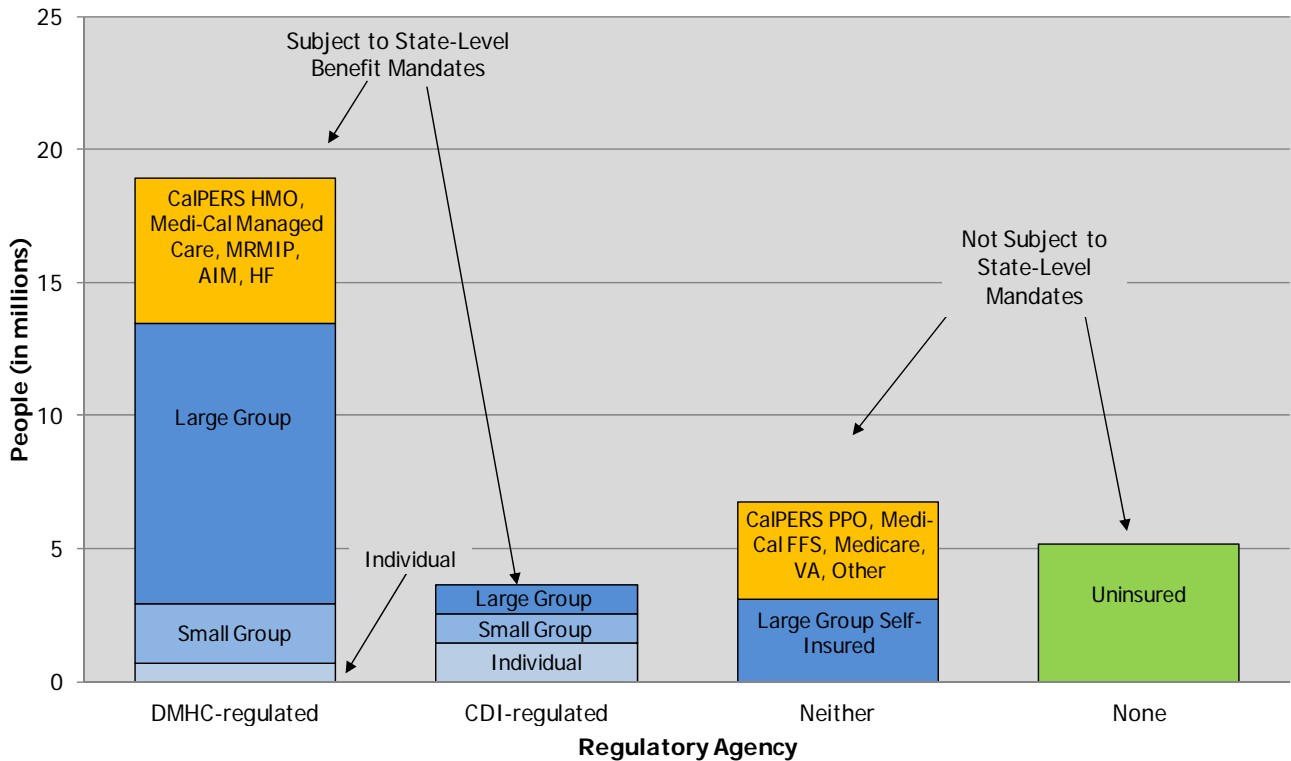 25
20
15
10
5
0
People (in millions)
Subject to State-Level
Benefit Mandates
CalPERS HMO,
Medi-Cal Managed
Care, MRMIP,
AIM, HF
Large Group
Small Group
Individual
Large Group
Small Group
Individual
Not Subject to
State-Level
Mandates
CalPERS PPO, Medi-
Cal FFS, Medicare,
VA, Other
Large Group Self-
Insured
Uninsured
DMHC-regulated
CDI-regulated
Neither
None
Regulatory Agency